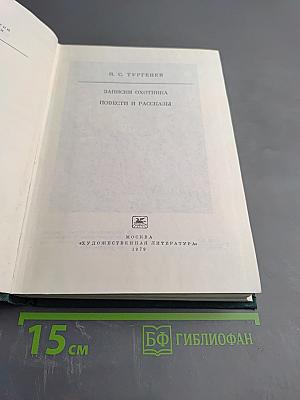 И. С. ТУРГЕНЕВ
ЗАПИСКИ ОХОТНИКА
ПОВЕСТИ И РАССКАЗЫ
МОСКВА
«ХУДОЖЕСТВЕННАЯ ЛИТЕРАТУРА»
1979
15 см
БФ ГИБЛИОФАН